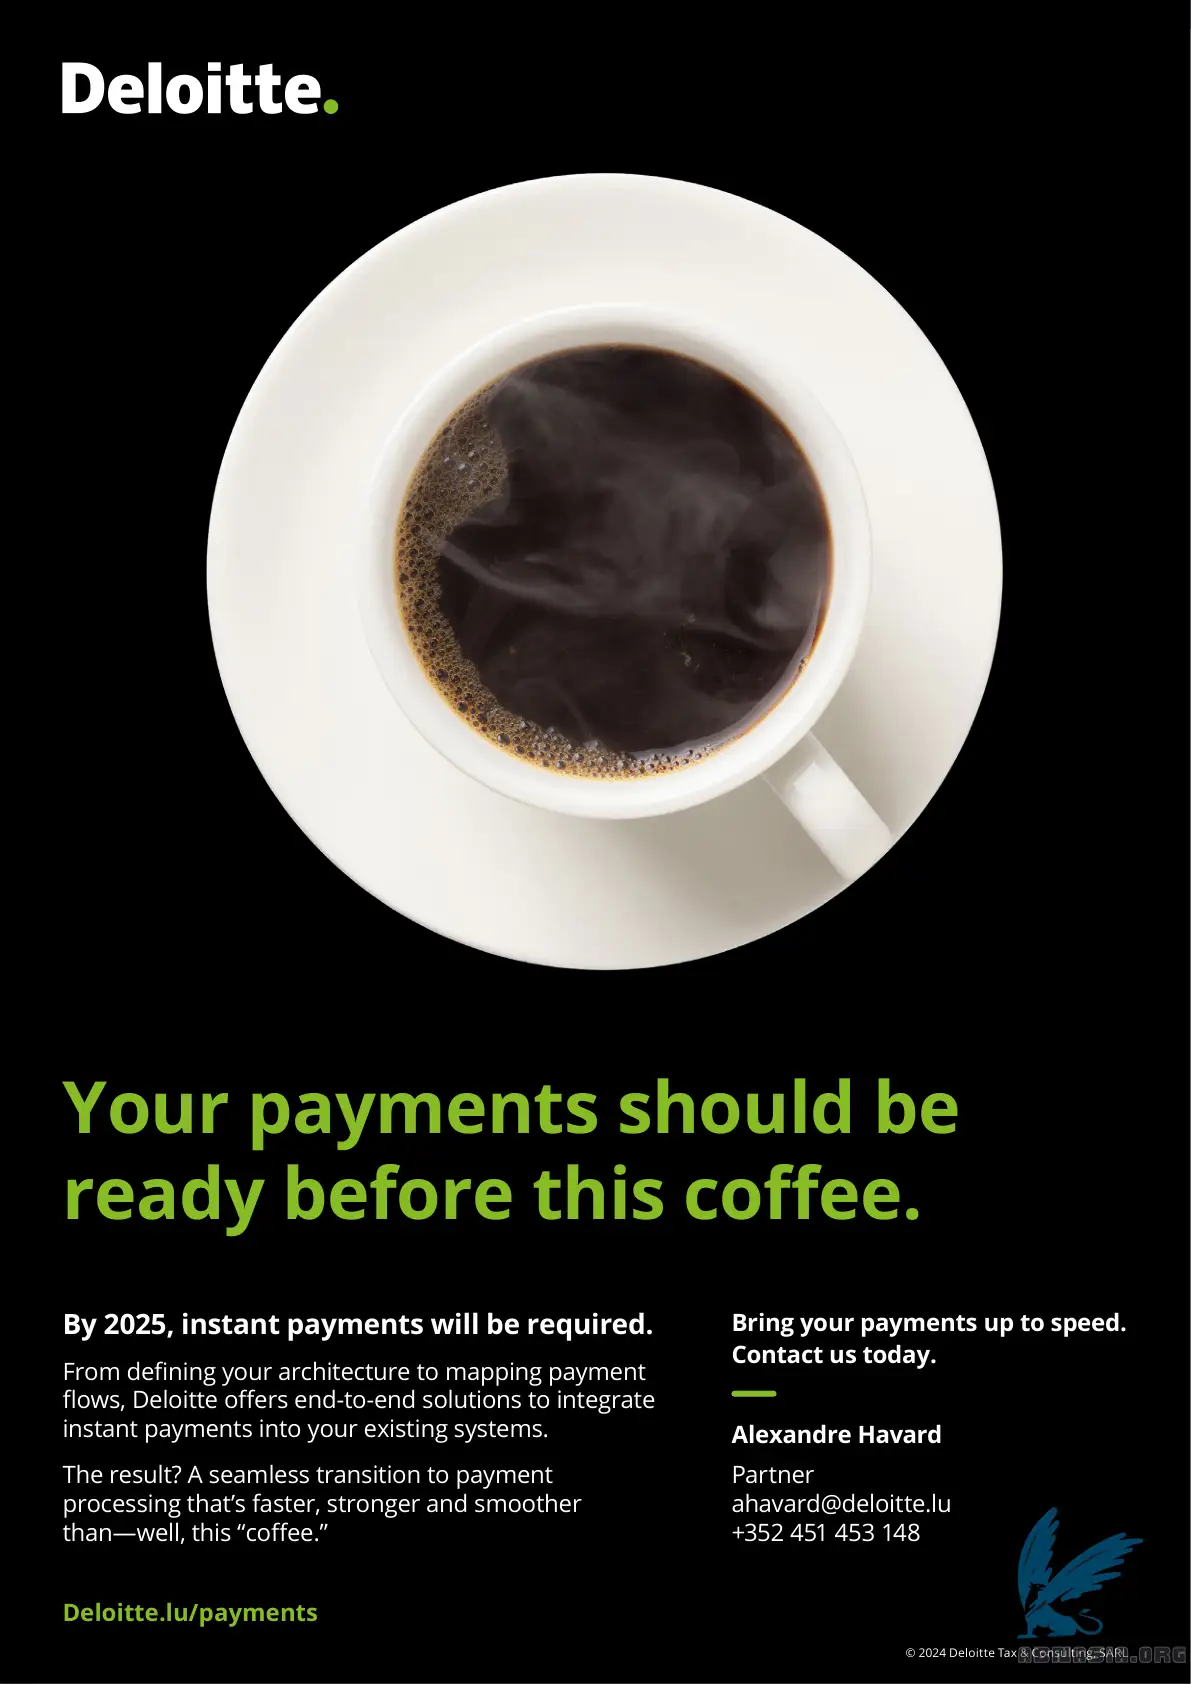 Deloitte.
Your payments should be
ready before this coffee.
By 2025, instant payments will be required.
From defining your architecture to mapping payment
flows, Deloitte offers end-to-end solutions to integrate
instant payments into your existing systems.
The result? A seamless transition to payment
processing that’s faster, stronger and smoother
than—well, this “coffee.”
Deloitte.lu/payments
Bring your payments up to speed.
Contact us today.
Alexandre Havard
Partner
ahavard@deloitte.lu
+352 451 453 148
© 2024 Deloitte Tax & Consulting, SARL